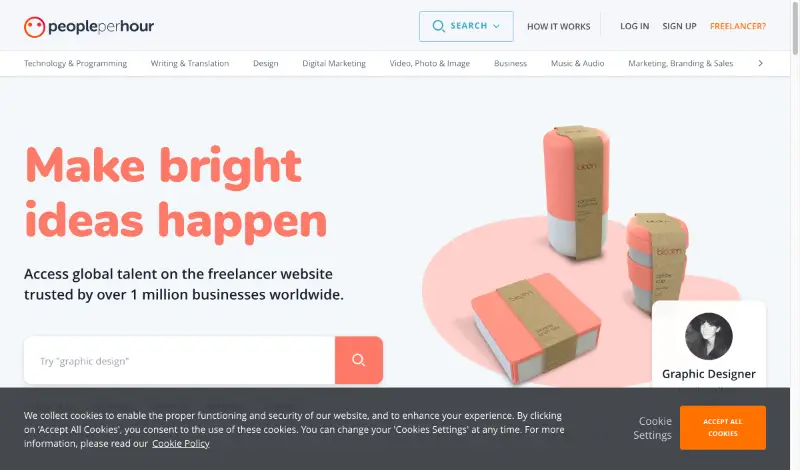 peopleperhour
SEARCH
HOW IT WORKS
LOG IN
SIGN UP
FREELANCER?
Technology & Programming
Writing & Translation
Design
Digital Marketing
Video, Photo & Image
Business
Music & Audio
Marketing, Branding & Sales
Make bright
ideas happen
Access global talent on the freelancer website
trusted by over 1 million businesses worldwide.
Try "graphic design"
bloom
bloom
Graphic Designer
We collect cookies to enable the proper functioning and security of our website, and to enhance your experience. By clicking
on 'Accept All Cookies', you consent to the use of these cookies. You can change your 'Cookies Settings' at any time. For more
information, please read our Cookie Policy
Cookie
Settings
ACCEPT ALL
COOKIES